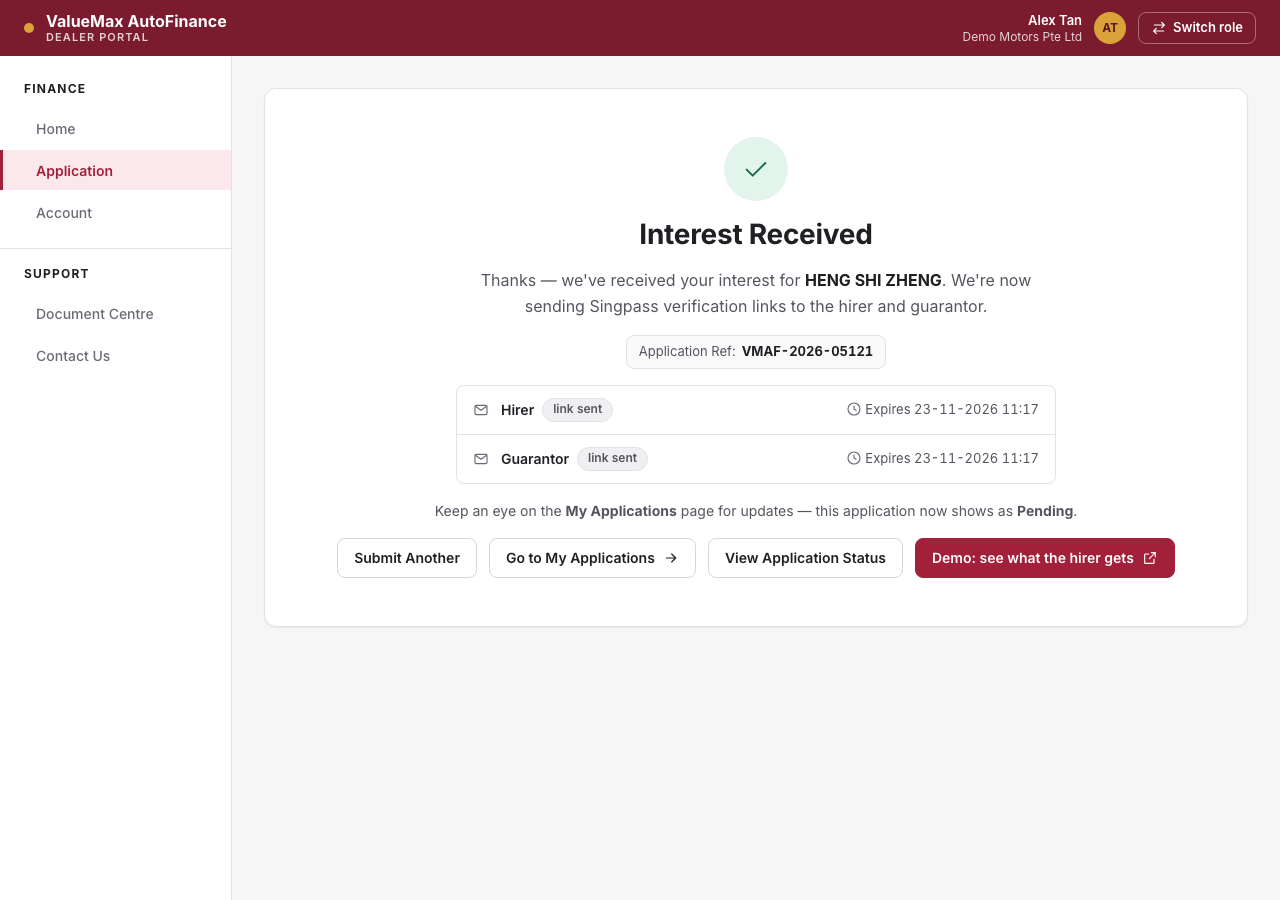 ValueMax AutoFinance
DEALER PORTAL
Alex Tan
Demo Motors Pte Ltd
AT
Switch role
FINANCE
Home
Application
Account
SUPPORT
Document Centre
Contact Us
Interest Received
Thanks — we've received your interest for HENG SHI ZHENG. We're now
sending Singpass verification links to the hirer and guarantor.
Application Ref: VMAF-2026-05121
Hirer link sent Expires 23-11-2026 11:17
Guarantor link sent Expires 23-11-2026 11:17
Keep an eye on the My Applications page for updates — this application now shows as Pending.
Submit Another
Go to My Applications →
View Application Status
Demo: see what the hirer gets